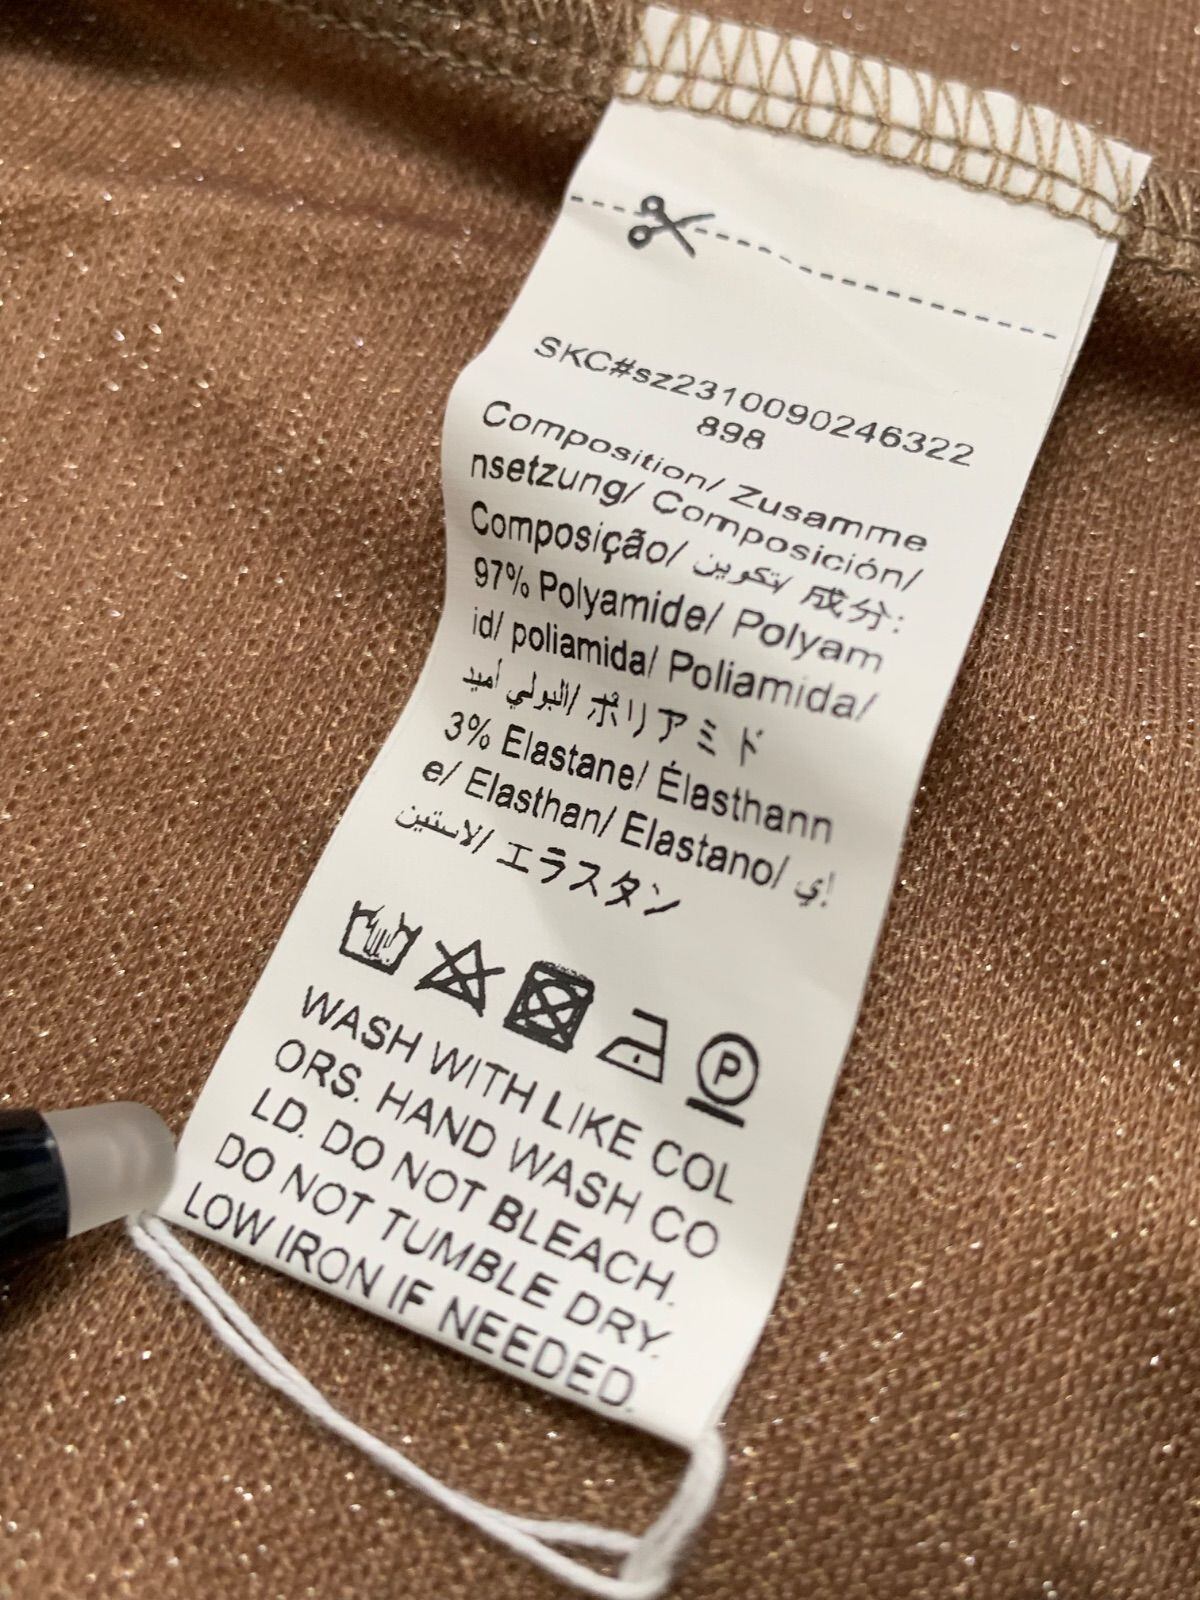 SKC#sz2310090246322
898
Composition/ Zusamme
nsetzung/ Composición/
Composição/ تكوين/ 成分:
97% Polyamide/ Polyam
id/ poliamida/ Poliamida/
البولي أميد/ ポリアミド
3% Elastane/ Élasthann
e/ Elasthan/ Elastano/ إي
لاستين/ エラスタン
P
WASH WITH LIKE COL
ORS. HAND WASH CO
LD. DO NOT BLEACH.
DO NOT TUMBLE DRY.
LOW IRON IF NEEDED.